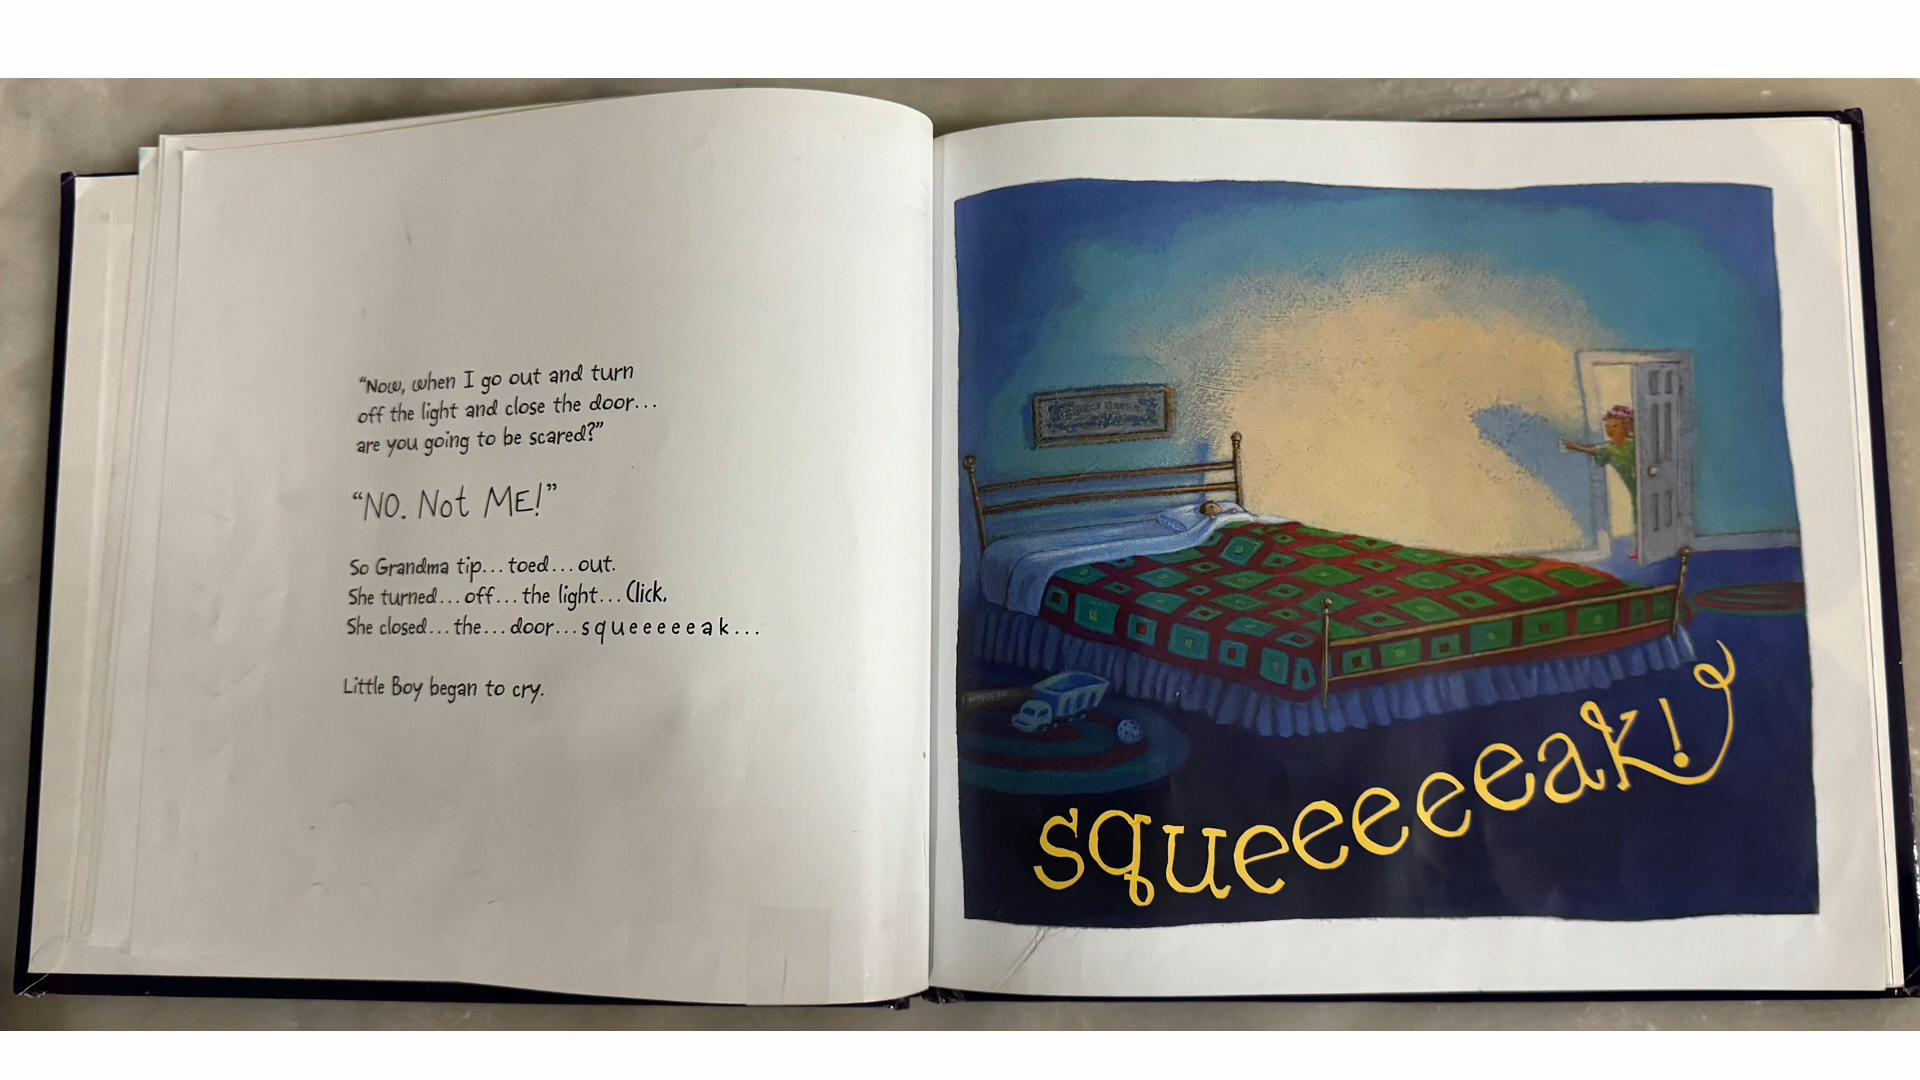 “Now, when I go out and turn
off the light and close the door...
are you going to be scared?”
“NO. Not ME!”
So Grandma tip...toed...out.
She turned...off...the light...Click.
She closed...the...door...squeeeeeak...
Little Boy began to cry.
squeeeeeak!